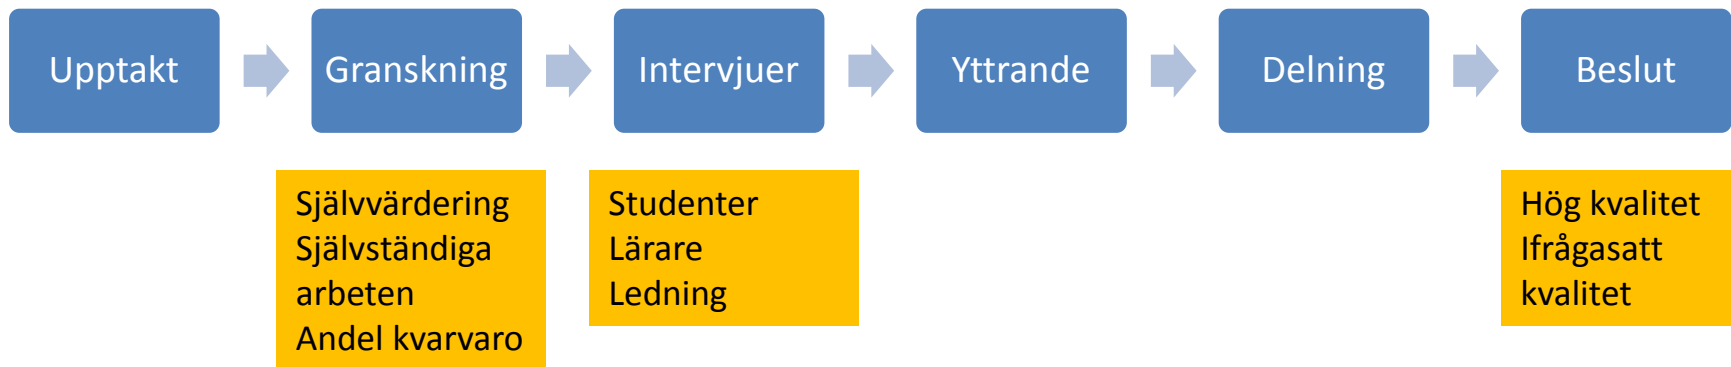 Upptakt
Granskning
Intervjuer
Yttrande
Delning
Beslut
Självvärdering
Självständiga
arbeten
Andel kvarvaro
Studenter
Lärare
Ledning
Hög kvalitet
Ifrågasatt
kvalitet